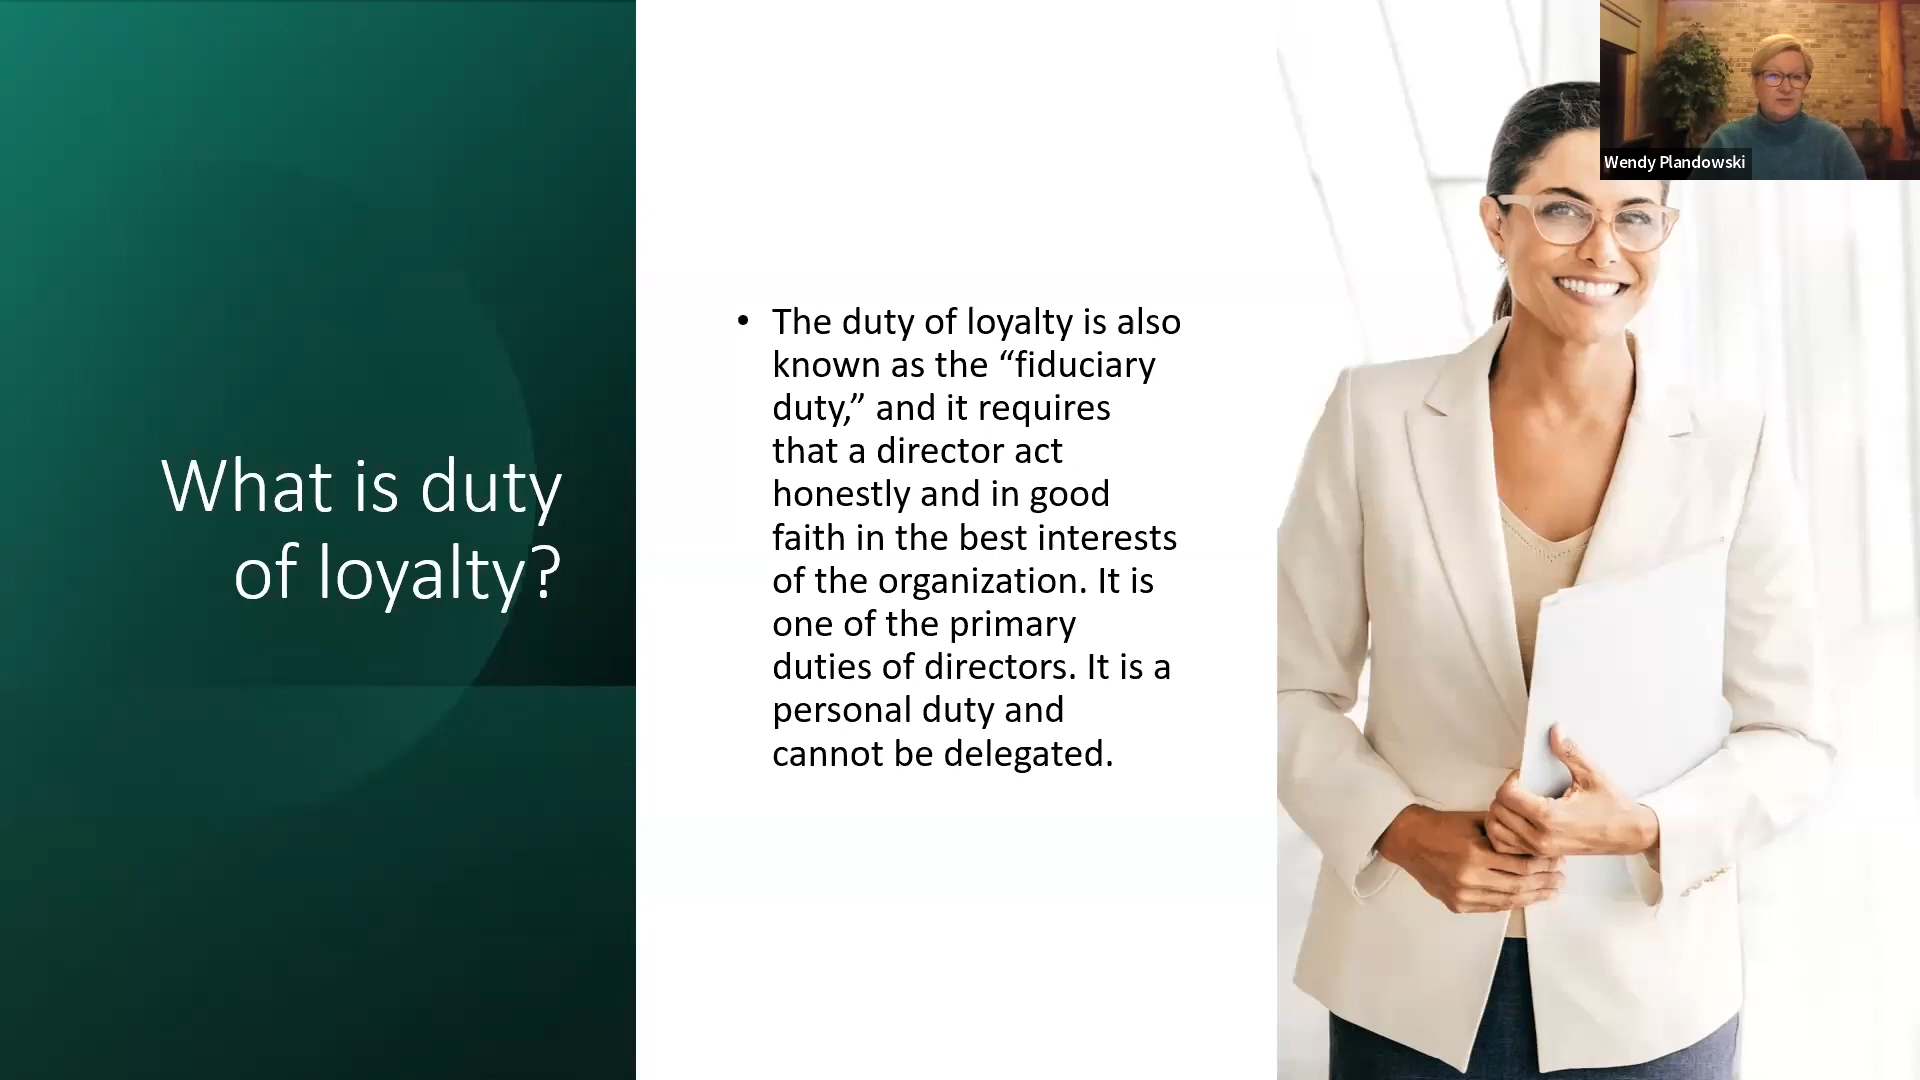 What is duty
of loyalty?
• The duty of loyalty is also
known as the “fiduciary
duty,” and it requires
that a director act
honestly and in good
faith in the best interests
of the organization. It is
one of the primary
duties of directors. It is a
personal duty and
cannot be delegated.
Wendy Plandowski